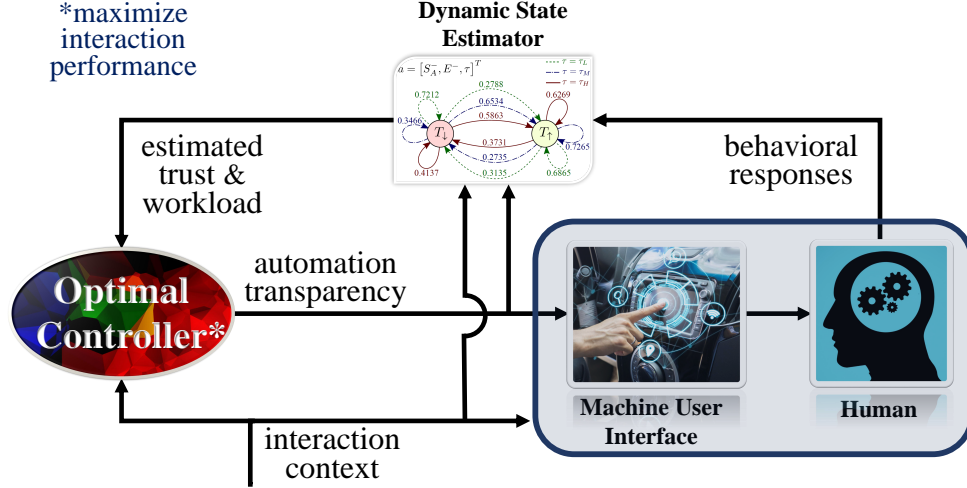 *maximize
interaction
performance
Dynamic State
Estimator
a = [S_A^-, E^-, τ]^T
τ = τ_L
τ = τ_M
τ = τ_H
0.7212
0.2788
0.6269
0.6534
0.5863
0.3466
T↓
T↑
0.3731
0.7265
0.2735
0.4137
0.3135
0.6865
estimated
trust &
workload
behavioral
responses
automation
transparency
Optimal
Controller*
Machine User
Interface
Human
interaction
context